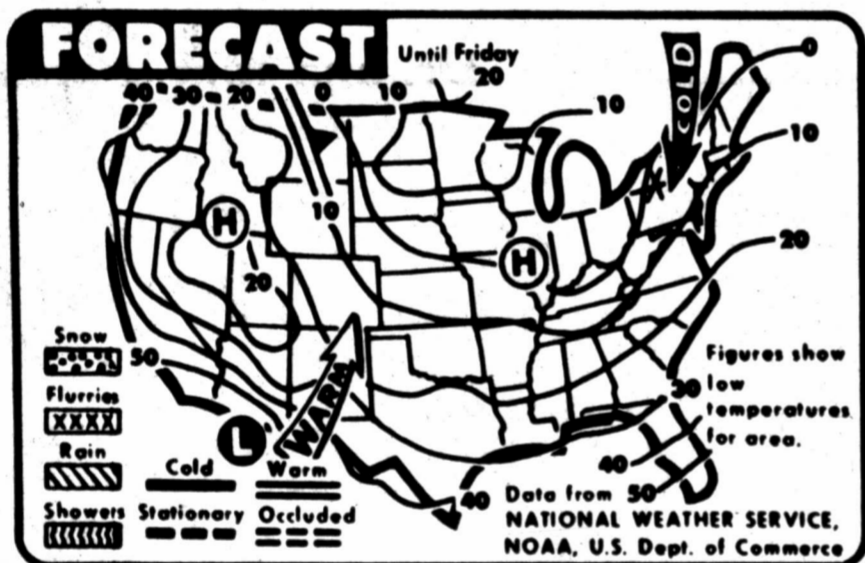 FORECAST
Until Friday
40 30 20 0 10 20
10
0
COLD
10
10
H
H
20
20
Snow
50
Figures show
30 low
temperatures
for area.
Flurries
XXXX
WARM
L
Rain
Cold Warm
40
40 Data from 50
Showers Stationary Occluded
NATIONAL WEATHER SERVICE,
NOAA, U.S. Dept. of Commerce